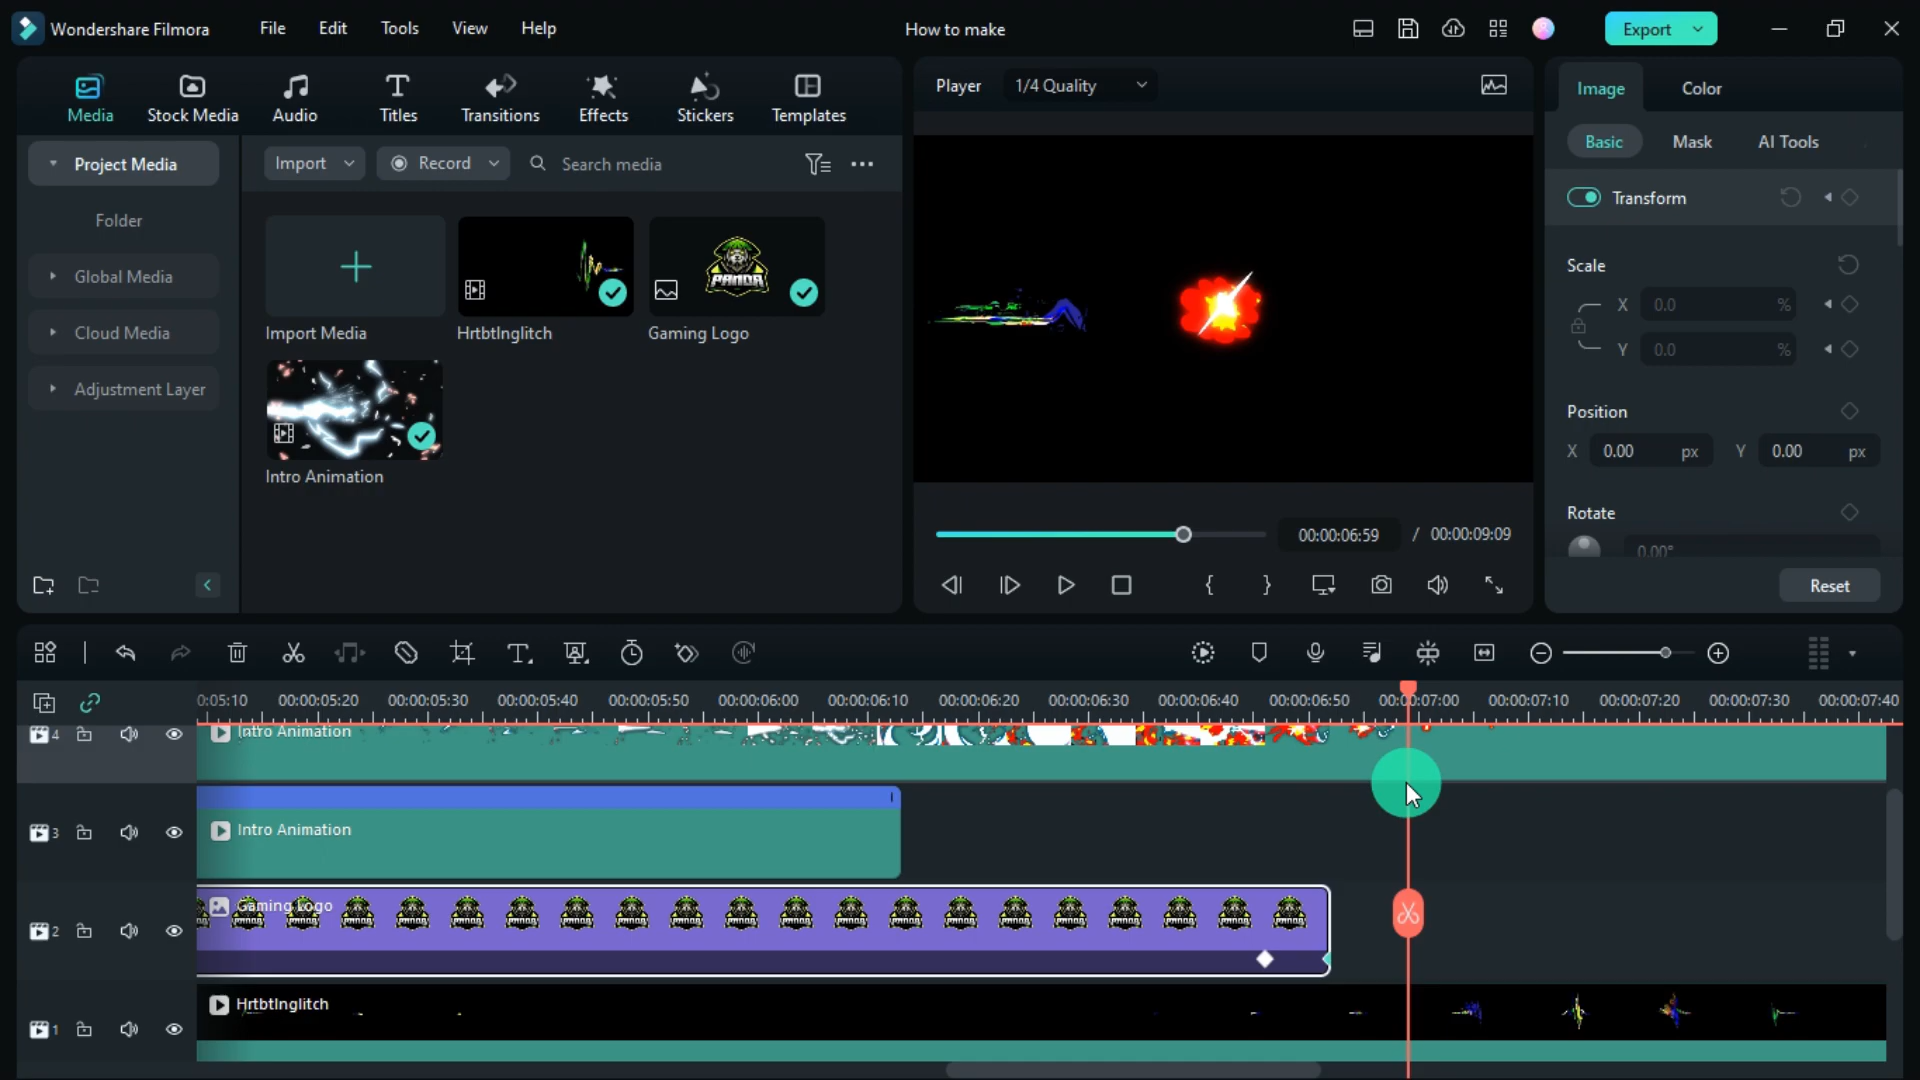 Wondershare Filmora
File
Edit
Tools
View
Help
How to make
Export
Media
Stock Media
Audio
Titles
Transitions
Effects
Stickers
Templates
Player
1/4 Quality
Image
Color
Basic
Mask
AI Tools
Project Media
Folder
Global Media
Cloud Media
Adjustment Layer
Import
Record
Search media
Import Media
HrtbtInglitch
PANDA
Gaming Logo
Intro Animation
Transform
Scale
X 0.0 %
Y 0.0 %
Position
X 0.00 px Y 0.00 px
Rotate
0.00°
Reset
00:00:06:59 / 00:00:09:09
0:05:10 00:00:05:20 00:00:05:30 00:00:05:40 00:00:05:50 00:00:06:00 00:00:06:10 00:00:06:20 00:00:06:30 00:00:06:40 00:00:06:50 00:00:07:00 00:00:07:10 00:00:07:20 00:00:07:30 00:00:07:40
4
Intro Animation
3
Intro Animation
2
Gaming Logo
1
HrtbtInglitch